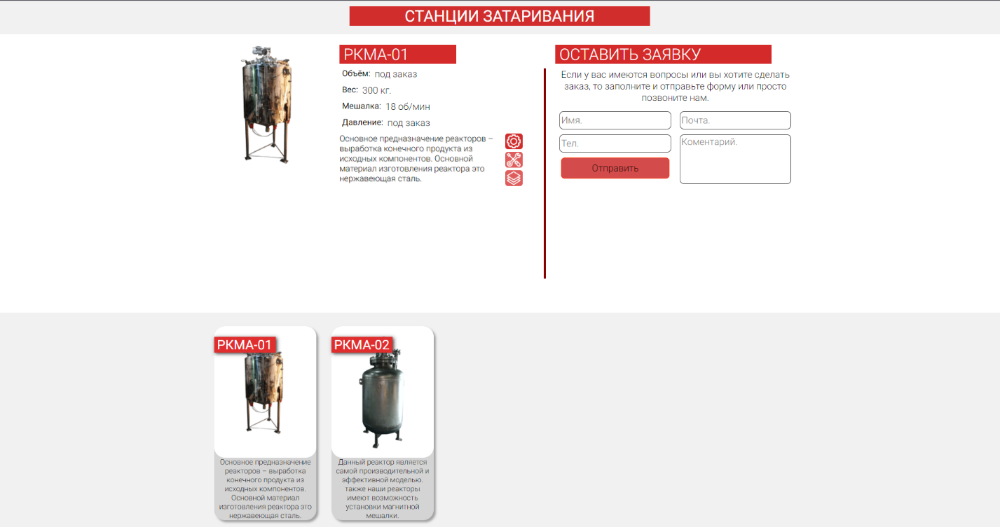 СТАНЦИИ ЗАТАРИВАНИЯ
РКМА-01
Объём: под заказ
Вес: 300 кг.
Мешалка: 18 об/мин
Давление: под заказ
Основное предназначение реакторов –
выработка конечного продукта из
исходных компонентов. Основной
материал изготовления реактора это
нержавеющая сталь.
ОСТАВИТЬ ЗАЯВКУ
Если у вас имеются вопросы или вы хотите сделать
заказ, то заполните и отправьте форму или просто
позвоните нам.
Имя.
Почта.
Тел.
Коментарий.
Отправить
РКМА-01
Основное предназначение
реакторов – выработка
конечного продукта из
исходных компонентов.
Основной материал
изготовления реактора это
нержавеющая сталь.
РКМА-02
Данный реактор является
самой производительной и
эффективной моделью.
также наши реакторы
имеют возможность
установки магнитной
мешалки.